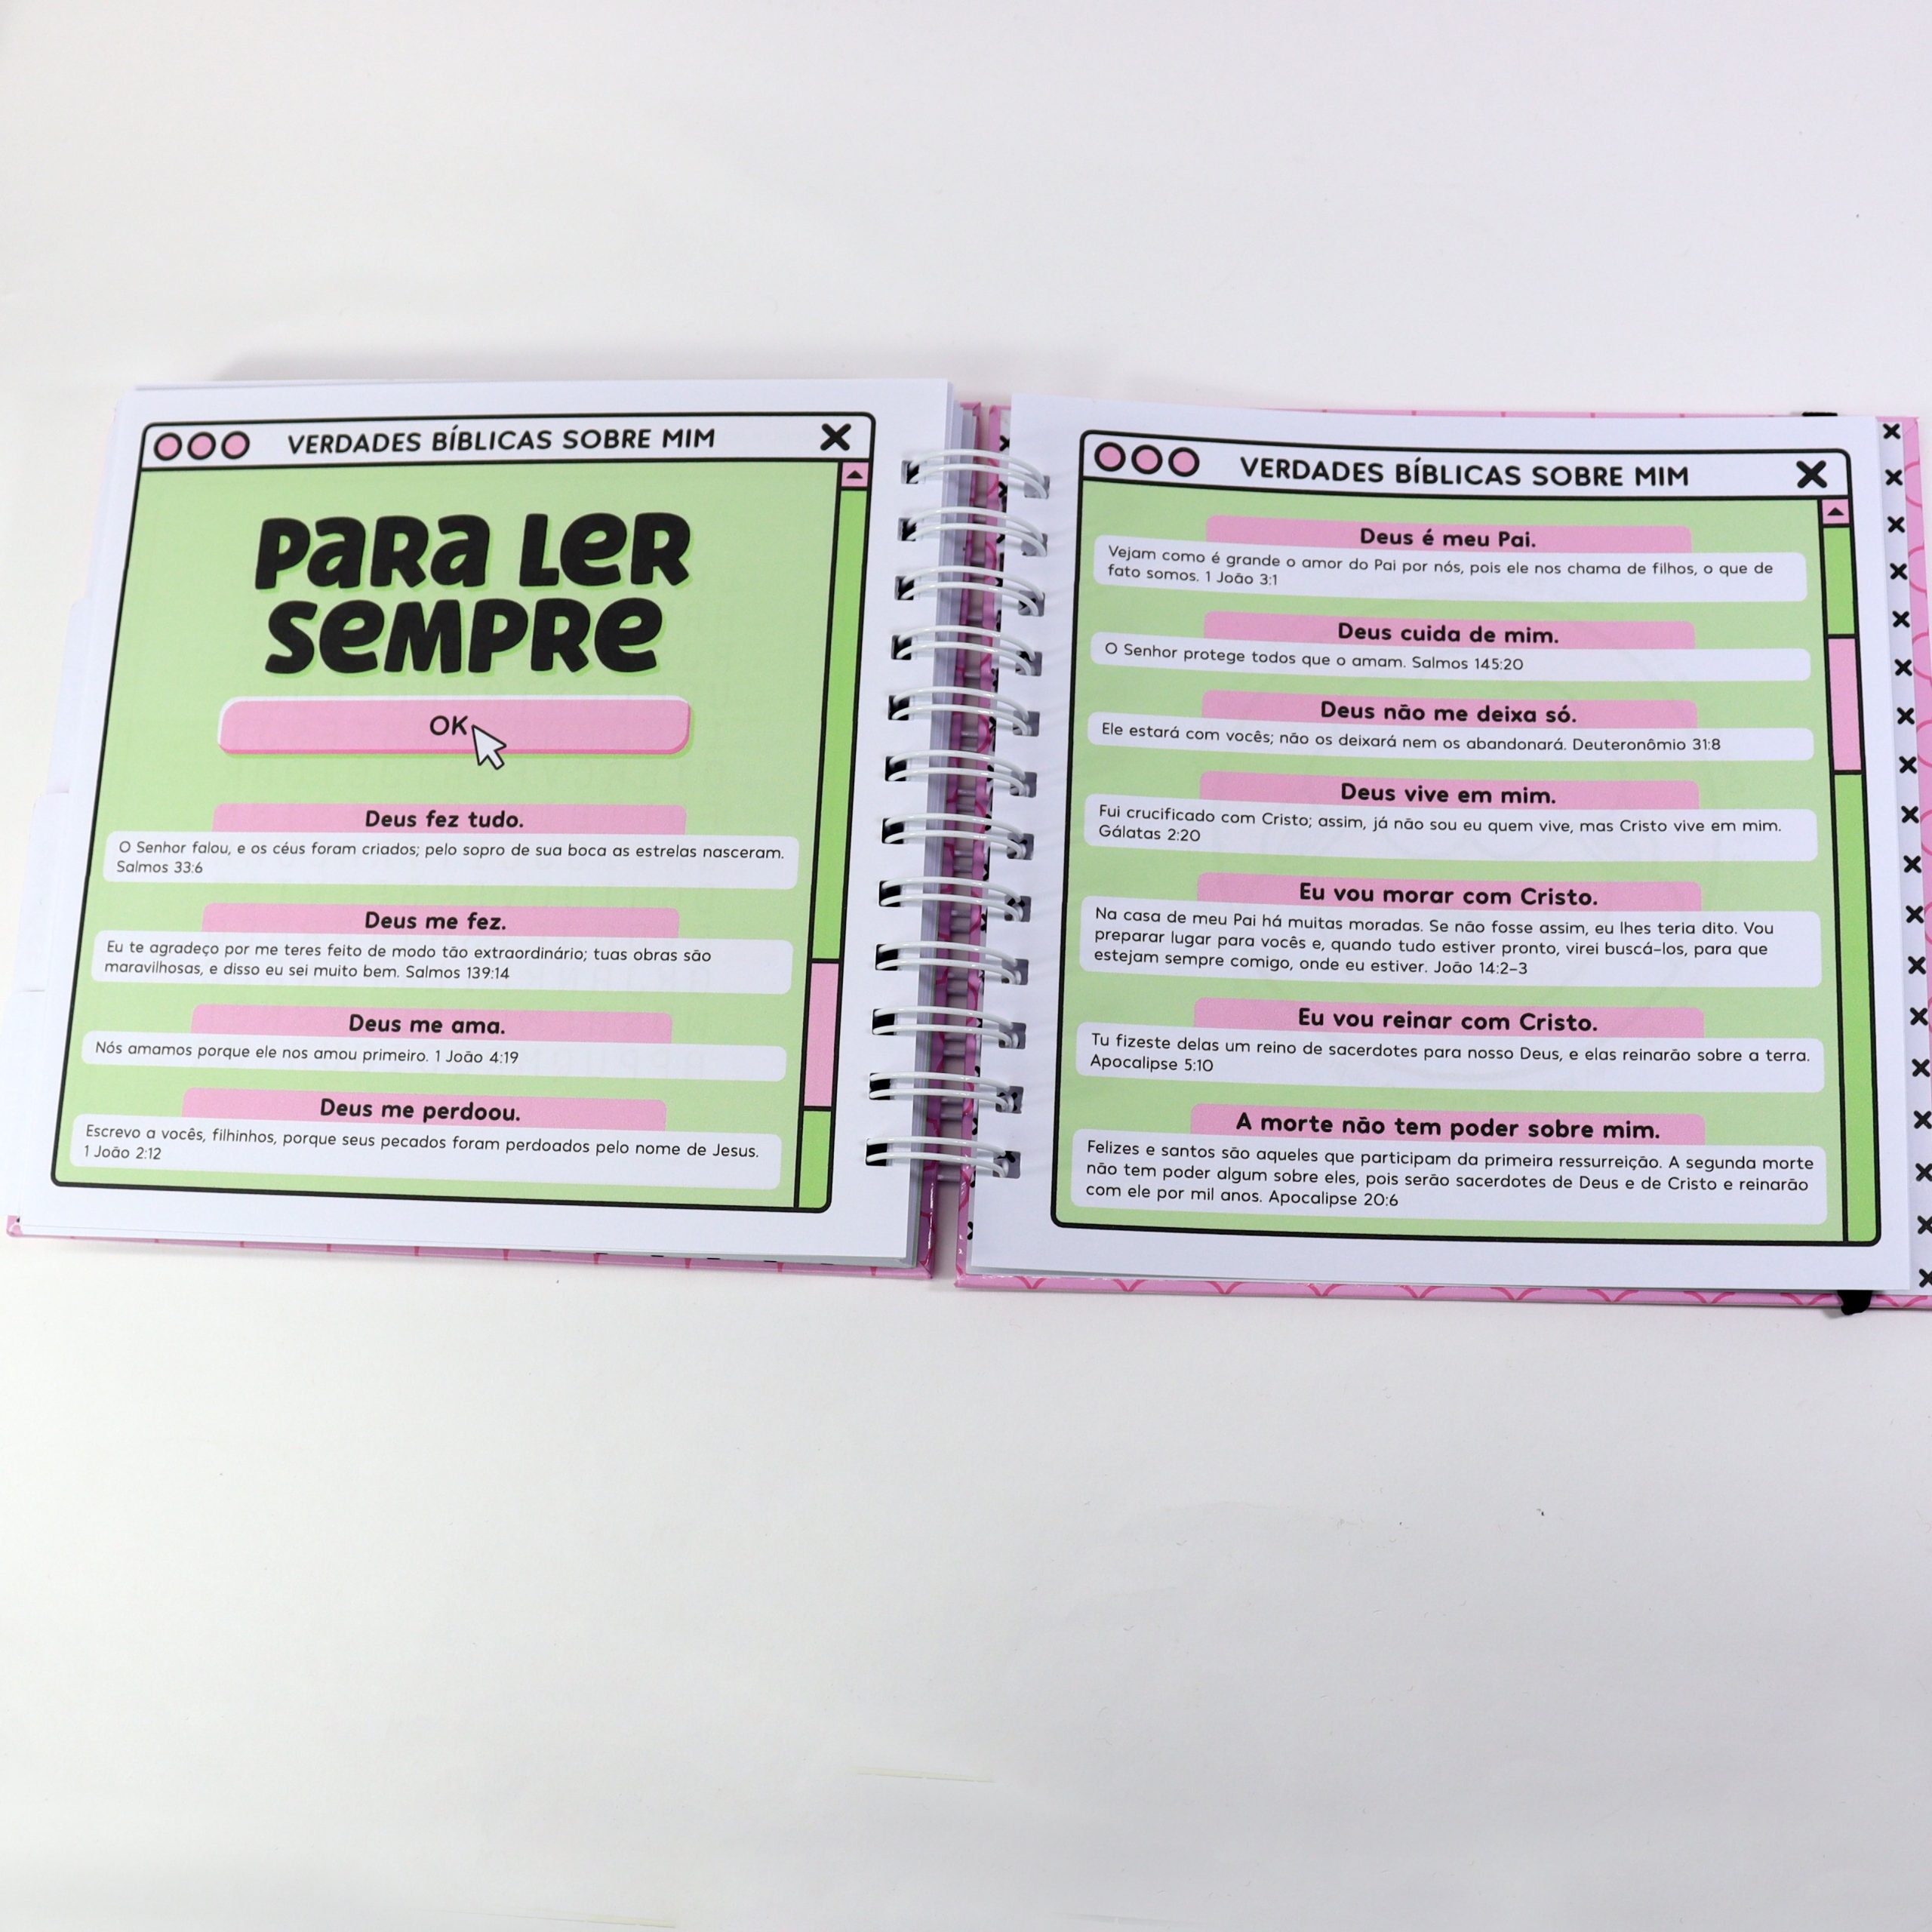 VERDADES BÍBLICAS SOBRE MIM
PARA LER
SEMPRE
OK
Deus fez tudo.
O Senhor falou, e os céus foram criados; pelo sopro de sua boca as estrelas nasceram.
Salmos 33:6
Deus me fez.
Eu te agradeço por me teres feito de modo tão extraordinário; tuas obras são
maravilhosas, e disso eu sei muito bem. Salmos 139:14
Deus me ama.
Nós amamos porque ele nos amou primeiro. 1 João 4:19
Deus me perdoou.
Escrevo a vocês, filhinhos, porque seus pecados foram perdoados pelo nome de Jesus.
1 João 2:12
VERDADES BÍBLICAS SOBRE MIM
Deus é meu Pai.
Vejam como é grande o amor do Pai por nós, pois ele nos chama de filhos, o que de
fato somos. 1 João 3:1
Deus cuida de mim.
O Senhor protege todos que o amam. Salmos 145:20
Deus não me deixa só.
Ele estará com vocês; não os deixará nem os abandonará. Deuteronômio 31:8
Deus vive em mim.
Fui crucificado com Cristo; assim, já não sou eu quem vive, mas Cristo vive em mim.
Gálatas 2:20
Eu vou morar com Cristo.
Na casa de meu Pai há muitas moradas. Se não fosse assim, eu lhes teria dito. Vou
preparar lugar para vocês e, quando tudo estiver pronto, virei buscá-los, para que
estejam sempre comigo, onde eu estiver. João 14:2-3
Eu vou reinar com Cristo.
Tu fizeste delas um reino de sacerdotes para nosso Deus, e elas reinarão sobre a terra.
Apocalipse 5:10
A morte não tem poder sobre mim.
Felizes e santos são aqueles que participam da primeira ressurreição. A segunda morte
não tem poder algum sobre eles, pois serão sacerdotes de Deus e de Cristo e reinarão
com ele por mil anos. Apocalipse 20:6